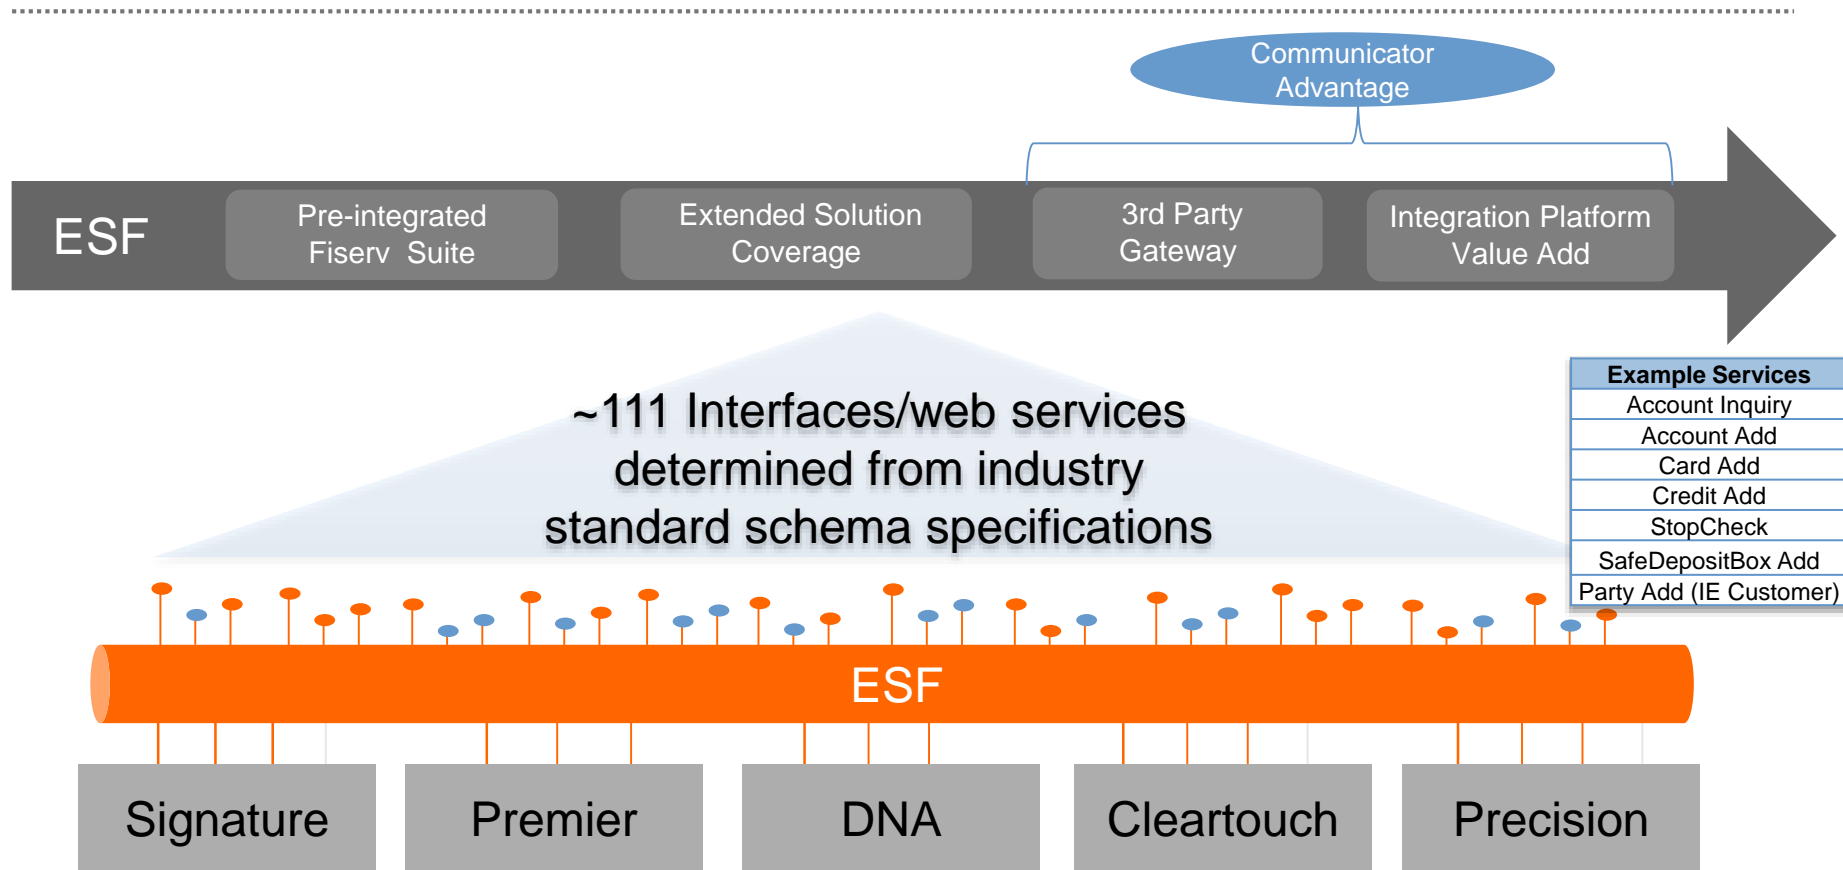 Communicator
Advantage
ESF
Pre-integrated
Fiserv Suite
Extended Solution
Coverage
3rd Party
Gateway
Integration Platform
Value Add
~111 Interfaces/web services
determined from industry
standard schema specifications
Example Services
Account Inquiry
Account Add
Card Add
Credit Add
StopCheck
SafeDepositBox Add
Party Add (IE Customer)
ESF
Signature
Premier
DNA
Cleartouch
Precision